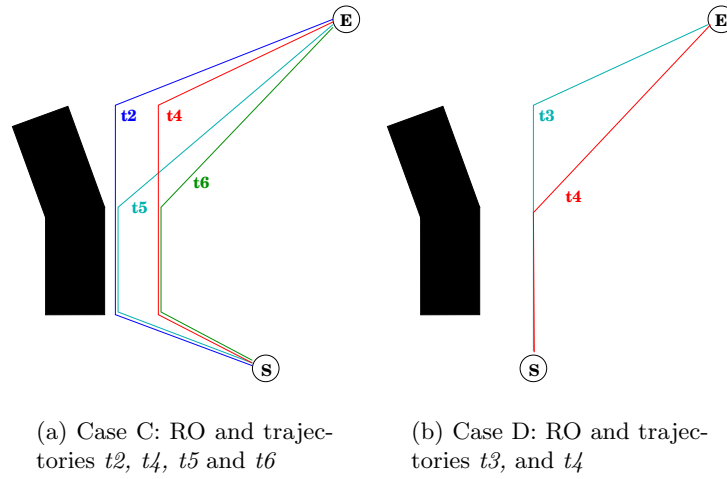 E
E
t2
t4
t3
t6
t4
t5
S
S
(a) Case C: RO and trajec-
tories t2, t4, t5 and t6
(b) Case D: RO and trajec-
tories t3, and t4